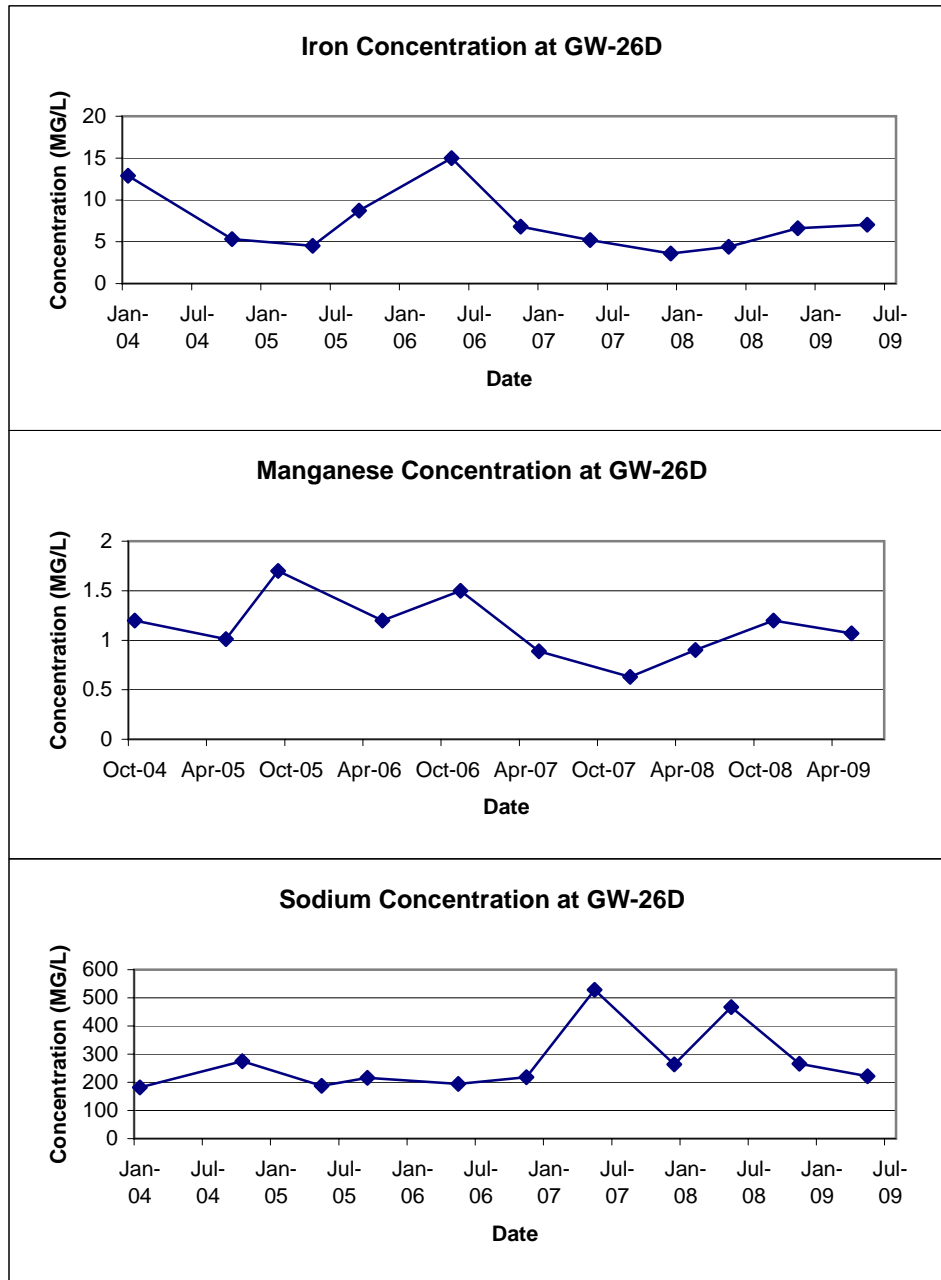 Iron Concentration at GW-26D
Concentration (MG/L)
20
15
10
5
0
Jan- Jul- Jan- Jul- Jan- Jul- Jan- Jul- Jan- Jul- Jan- Jul-
04 04 05 05 06 06 07 07 08 08 09 09
Date
Manganese Concentration at GW-26D
Concentration (MG/L)
2
1.5
1
0.5
0
Oct-04 Apr-05 Oct-05 Apr-06 Oct-06 Apr-07 Oct-07 Apr-08 Oct-08 Apr-09
Date
Sodium Concentration at GW-26D
Concentration (MG/L)
600
500
400
300
200
100
0
Jan- Jul- Jan- Jul- Jan- Jul- Jan- Jul- Jan- Jul- Jan- Jul-
04 04 05 05 06 06 07 07 08 08 09 09
Date